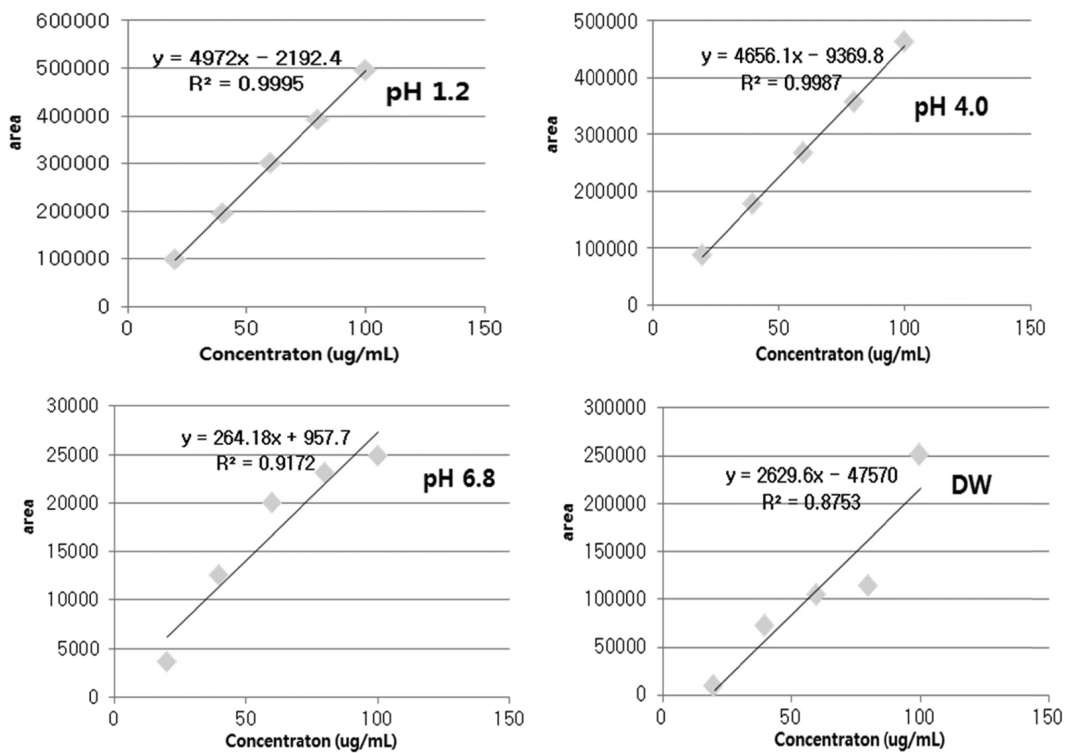 600000
500000
400000
300000
200000
100000
0
0
50
100
150
area
y = 4972x − 2192.4
R² = 0.9995
pH 1.2
Concentraton (ug/mL)
500000
400000
300000
200000
100000
0
0
50
100
150
area
y = 4656.1x − 9369.8
R² = 0.9987
pH 4.0
Concentraton (ug/mL)
30000
25000
20000
15000
10000
5000
0
0
50
100
150
area
y = 264.18x + 957.7
R² = 0.9172
pH 6.8
Concentraton (ug/mL)
300000
250000
200000
150000
100000
50000
0
0
50
100
150
area
y = 2629.6x − 47570
R² = 0.8753
DW
Concentraton (ug/mL)